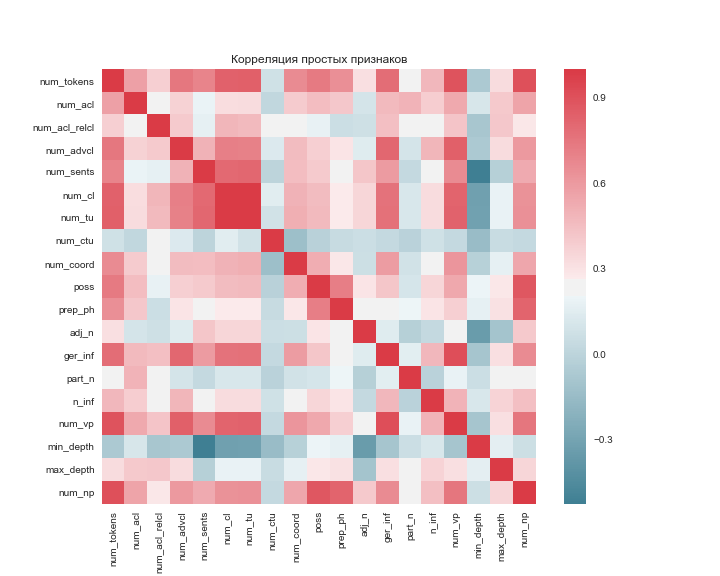 Корреляция простых признаков
num_tokens
num_acl
num_acl_relcl
num_advcl
num_sents
num_cl
num_tu
num_ctu
num_coord
poss
prep_ph
adj_n
ger_inf
part_n
n_inf
num_vp
min_depth
max_depth
num_np
num_tokens
num_acl
num_acl_relcl
num_advcl
num_sents
num_cl
num_tu
num_ctu
num_coord
poss
prep_ph
adj_n
ger_inf
part_n
n_inf
num_vp
min_depth
max_depth
num_np
0.9
0.6
0.3
0.0
−0.3